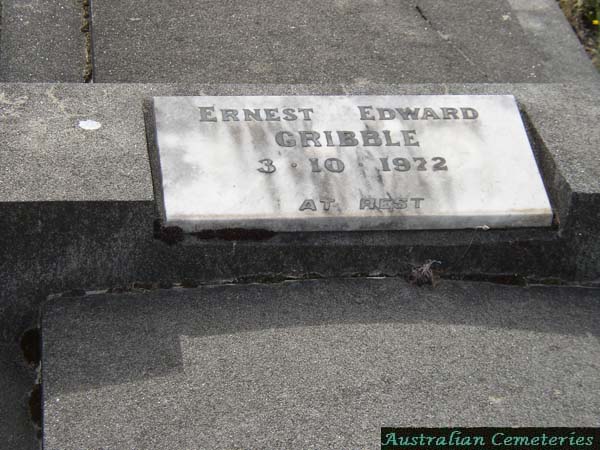 ERNEST EDWARD
GRIBBLE
3 · 10 · 1972
AT REST
Australian Cemeteries